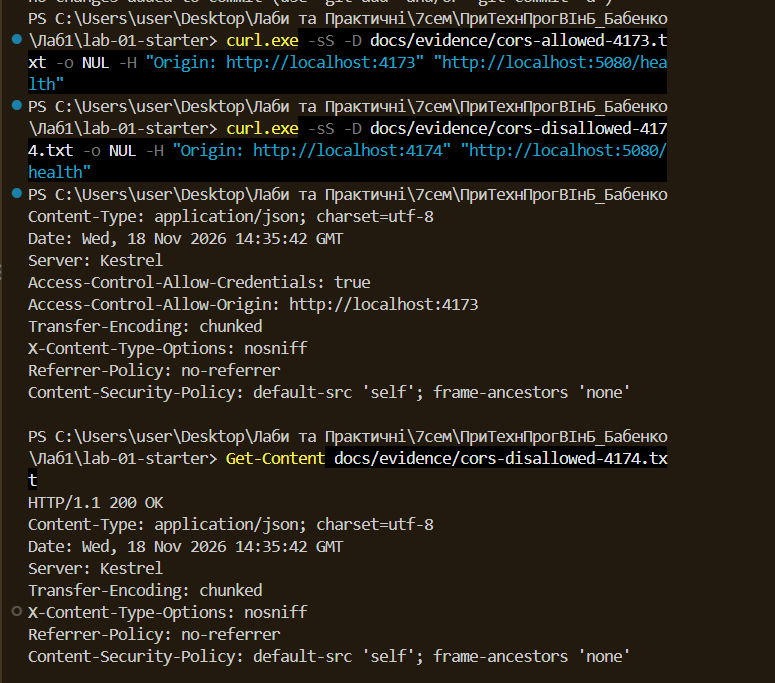 PS C:\Users\user\Desktop\Лаби та Практичні\7сем\ПриТехнПрогВІнБ_Бабенко
\Лаб1\lab-01-starter> curl.exe -sS -D docs/evidence/cors-allowed-4173.t
xt -o NUL -H "Origin: http://localhost:4173" "http://localhost:5080/hea
lth"
PS C:\Users\user\Desktop\Лаби та Практичні\7сем\ПриТехнПрогВІнБ_Бабенко
\Лаб1\lab-01-starter> curl.exe -sS -D docs/evidence/cors-disallowed-417
4.txt -o NUL -H "Origin: http://localhost:4174" "http://localhost:5080/
health"
PS C:\Users\user\Desktop\Лаби та Практичні\7сем\ПриТехнПрогВІнБ_Бабенко
Content-Type: application/json; charset=utf-8
Date: Wed, 18 Nov 2026 14:35:42 GMT
Server: Kestrel
Access-Control-Allow-Credentials: true
Access-Control-Allow-Origin: http://localhost:4173
Transfer-Encoding: chunked
X-Content-Type-Options: nosniff
Referrer-Policy: no-referrer
Content-Security-Policy: default-src 'self'; frame-ancestors 'none'
PS C:\Users\user\Desktop\Лаби та Практичні\7сем\ПриТехнПрогВІнБ_Бабенко
\Лаб1\lab-01-starter> Get-Content docs/evidence/cors-disallowed-4174.tx
t
HTTP/1.1 200 OK
Content-Type: application/json; charset=utf-8
Date: Wed, 18 Nov 2026 14:35:42 GMT
Server: Kestrel
Transfer-Encoding: chunked
X-Content-Type-Options: nosniff
Referrer-Policy: no-referrer
Content-Security-Policy: default-src 'self'; frame-ancestors 'none'